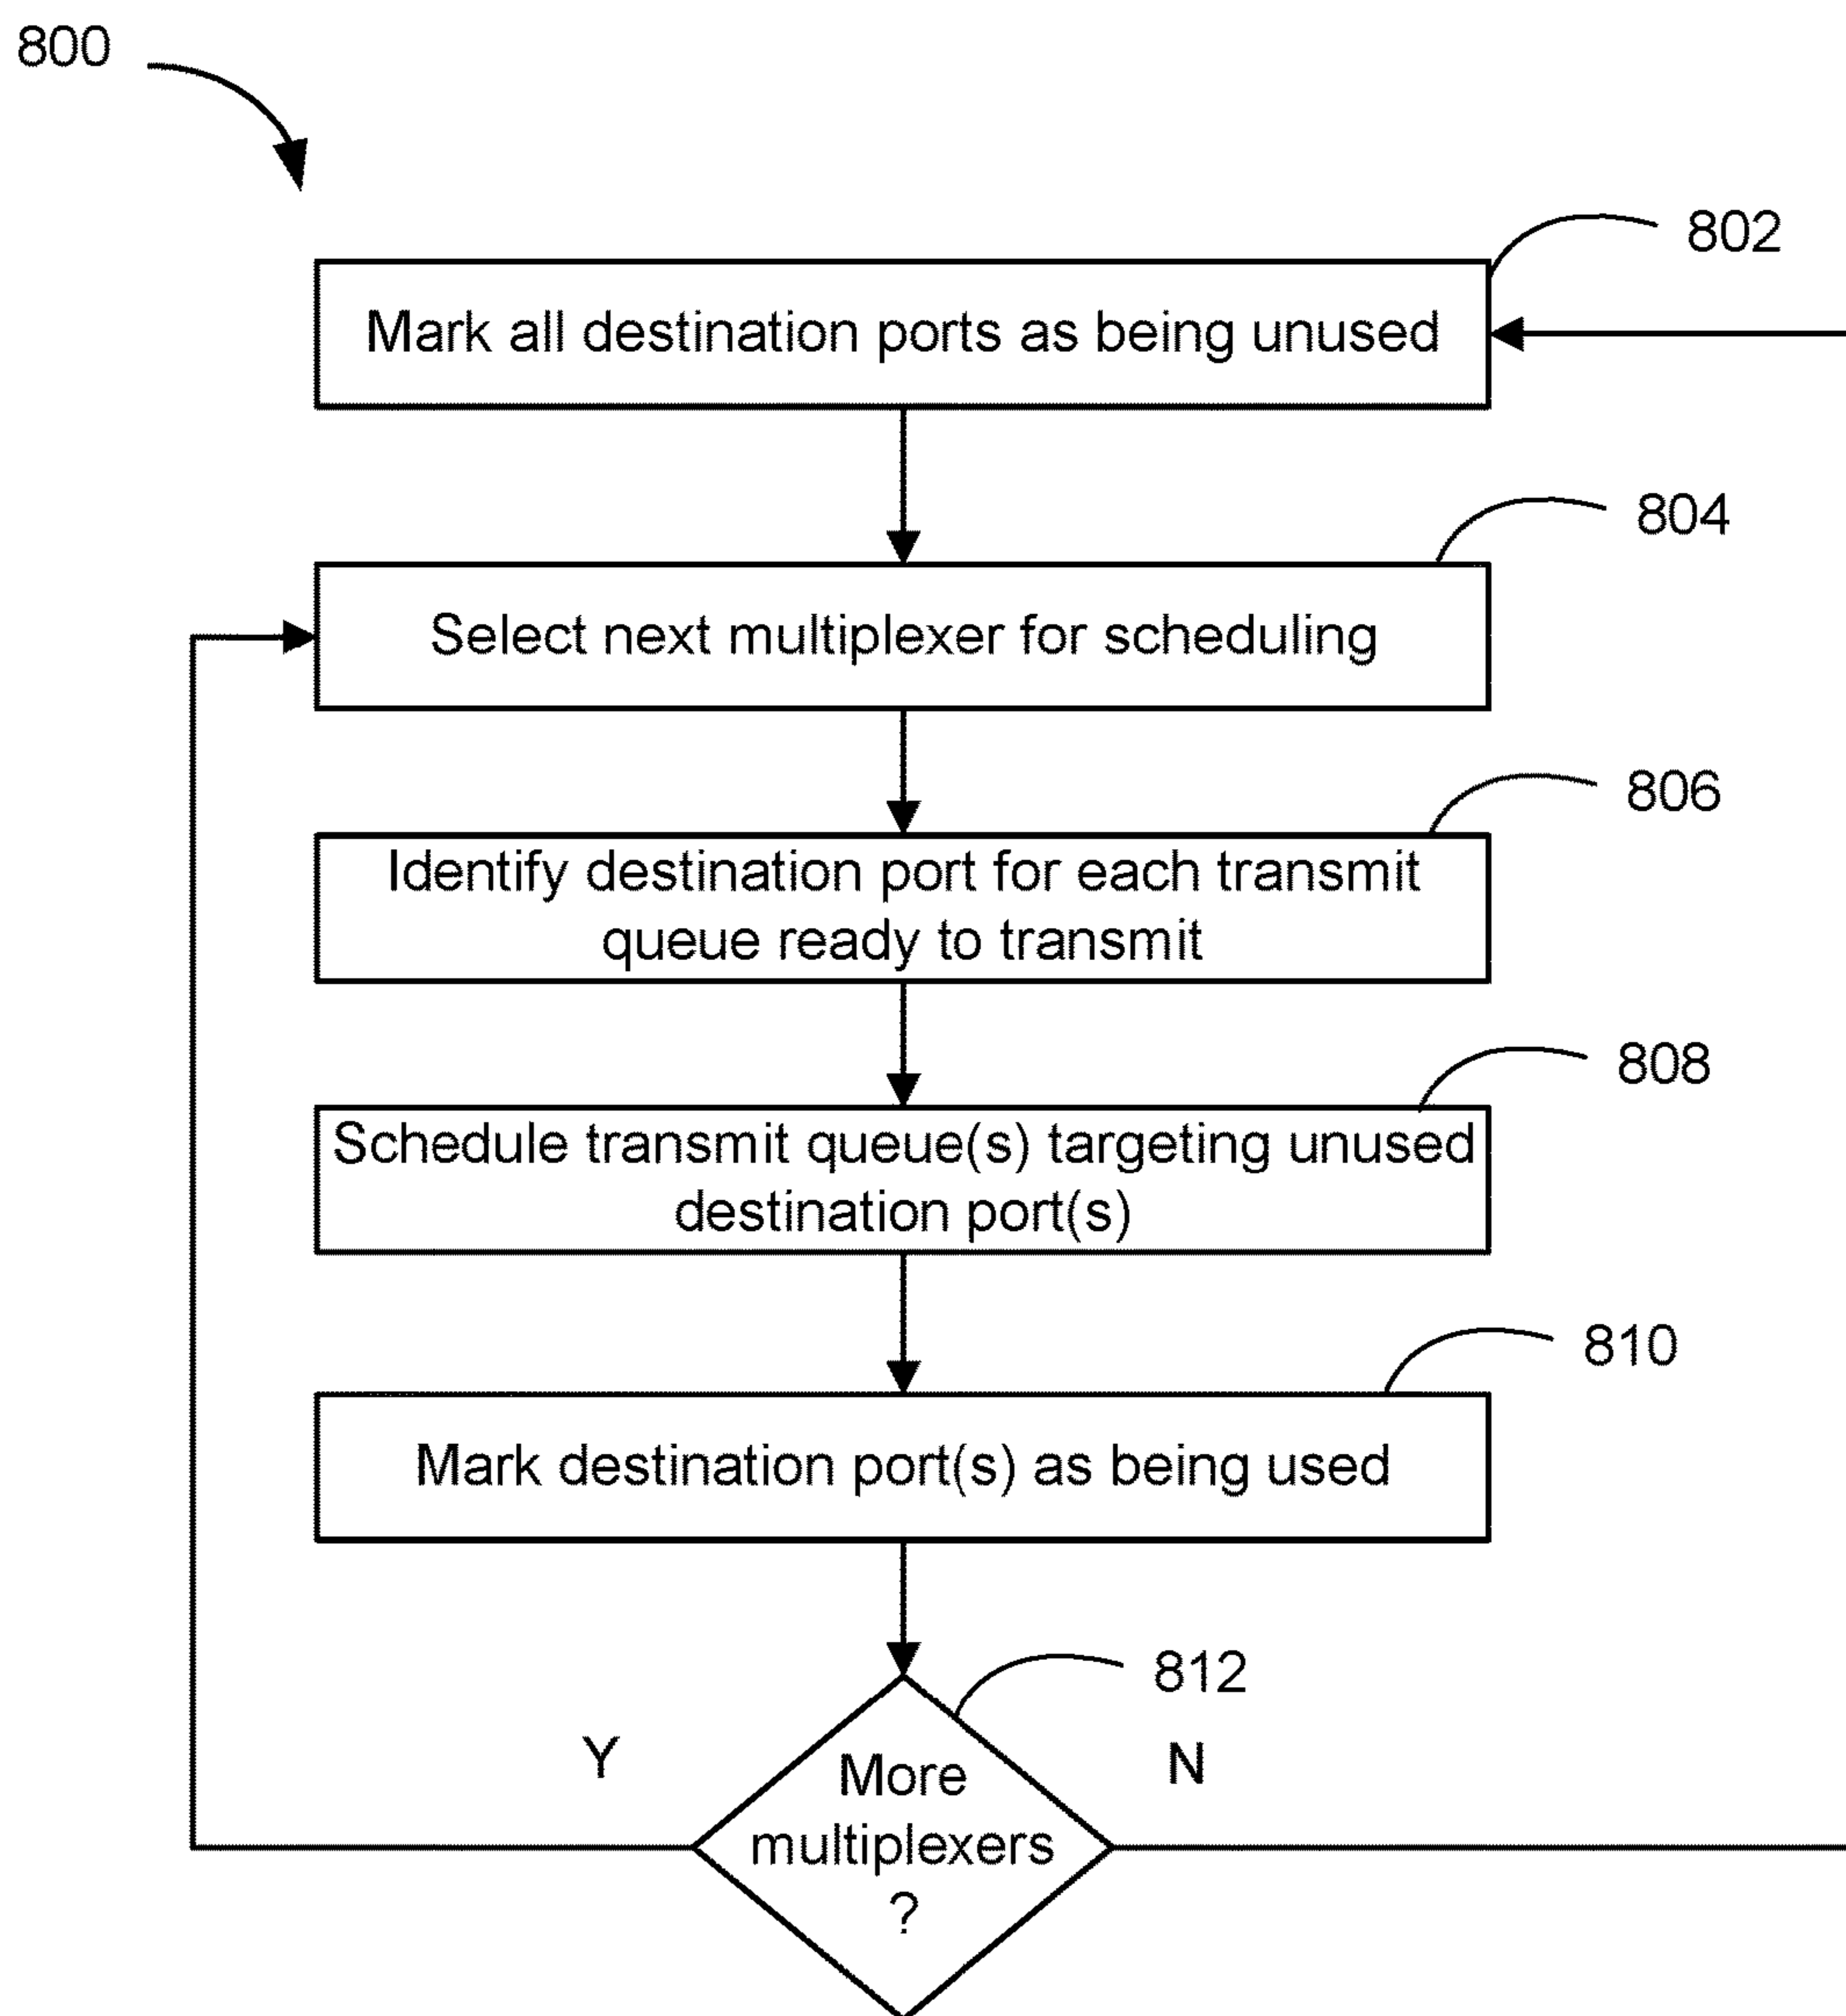 800
802
Mark all destination ports as being unused
804
Select next multiplexer for scheduling
806
Identify destination port for each transmit
queue ready to transmit
808
Schedule transmit queue(s) targeting unused
destination port(s)
810
Mark destination port(s) as being used
812
Y
N
More
multiplexers
?